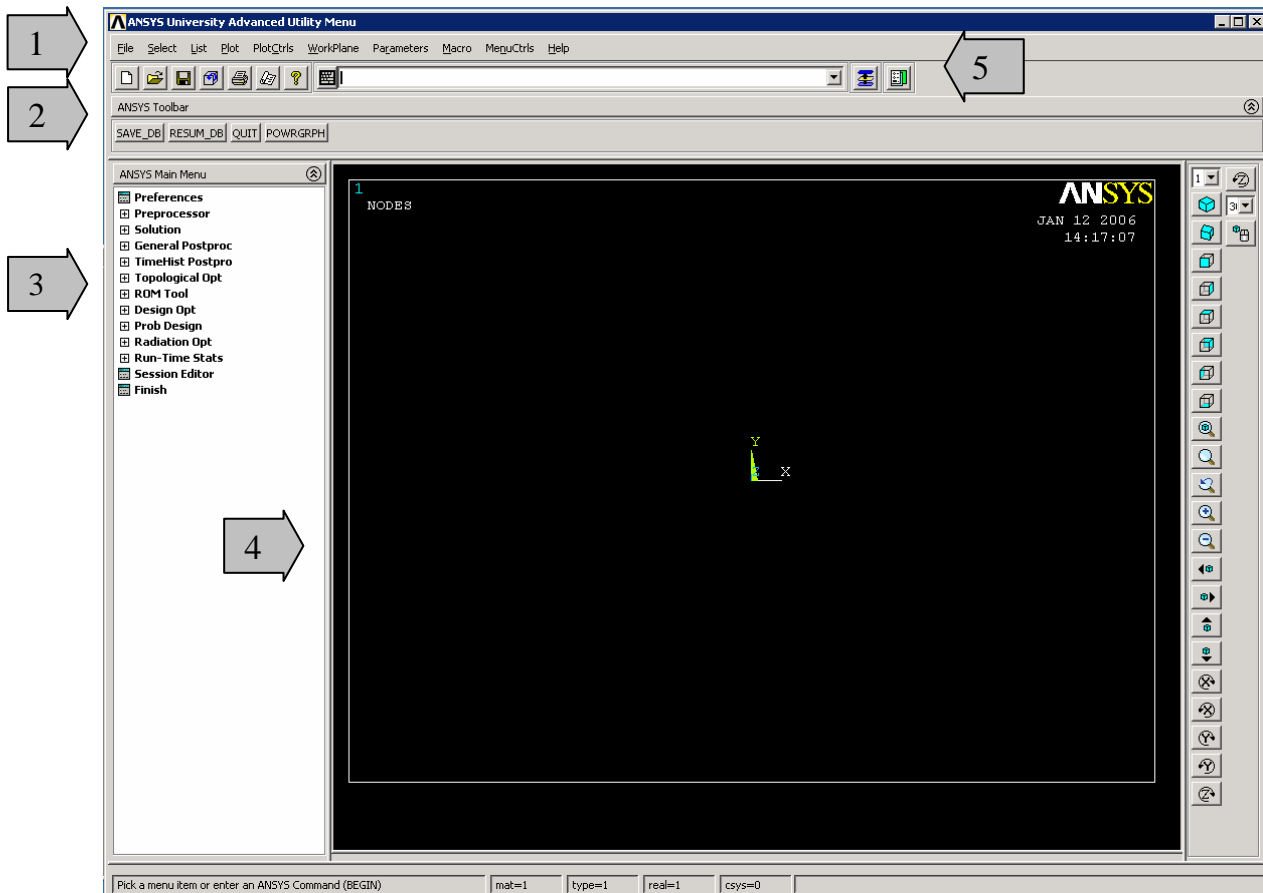 1
ANSYS University Advanced Utility Menu
File Select List Plot PlotCtrls WorkPlane Parameters Macro MenuCtrls Help
5
2
ANSYS Toolbar
SAVE_DB RESUM_DB QUIT POWRGRPH
ANSYS Main Menu
Preferences
Preprocessor
Solution
General Postproc
TimeHist Postpro
Topological Opt
ROM Tool
Design Opt
Prob Design
Radiation Opt
Run-Time Stats
Session Editor
Finish
3
4
1
NODES
ANSYS
JAN 12 2006
14:17:07
Y
X
1
Pick a menu item or enter an ANSYS Command (BEGIN) mat=1 type=1 real=1 csys=0